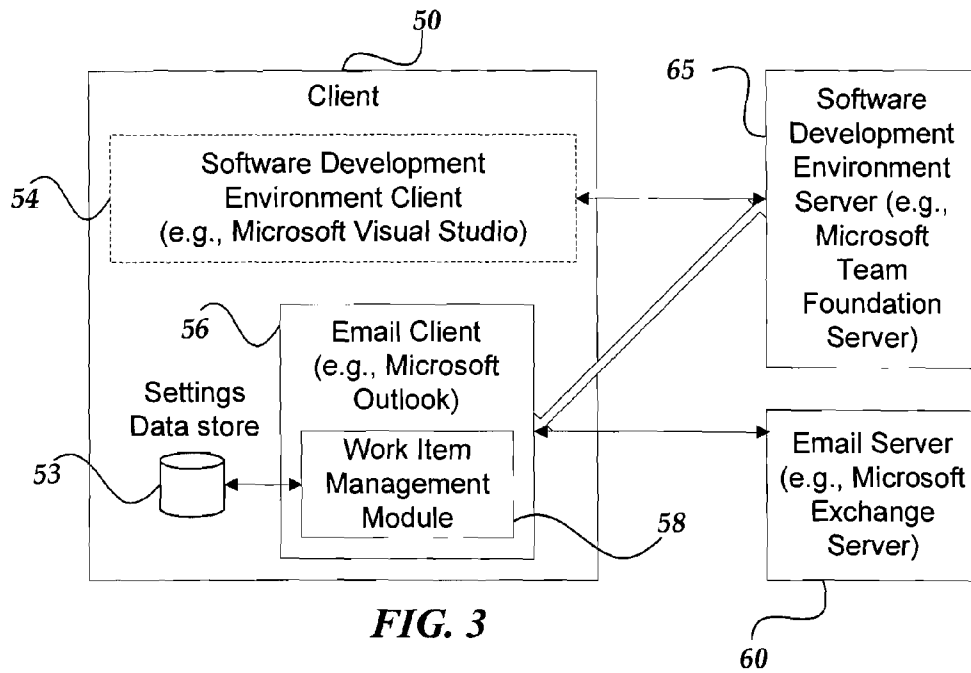 50
Client
54
Software Development
Environment Client
(e.g., Microsoft Visual Studio)
65
Software
Development
Environment
Server (e.g.,
Microsoft
Team
Foundation
Server)
56
Email Client
(e.g., Microsoft
Outlook)
Settings
Data store
53
Work Item
Management
Module
58
Email Server
(e.g., Microsoft
Exchange
Server)
60
FIG. 3